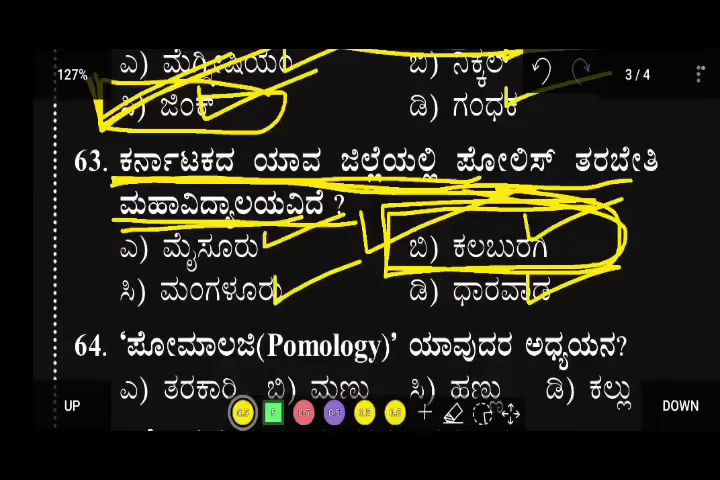 ಎ) ಮೆಗ್ನೀಷಿಯಂ ಬಿ) ನಿಕ್ಕಲ್
127% 3 / 4
ಸಿ) ಜಿಂಕ್ ಡಿ) ಗಂಧಕ
63. ಕರ್ನಾಟಕದ ಯಾವ ಜಿಲ್ಲೆಯಲ್ಲಿ ಪೋಲಿಸ್ ತರಬೇತಿ
ಮಹಾವಿದ್ಯಾಲಯವಿದೆ ?
ಎ) ಮೈಸೂರು ಬಿ) ಕಲಬುರಗಿ
ಸಿ) ಮಂಗಳೂರು ಡಿ) ಧಾರವಾಡ
64. ‘ಪೋಮಾಲಜಿ(Pomology)’ ಯಾವುದರ ಅಧ್ಯಯನ?
ಎ) ತರಕಾರಿ ಬಿ) ಮಣ್ಣು ಸಿ) ಹಣ್ಣು ಡಿ) ಕಲ್ಲು
UP DOWN